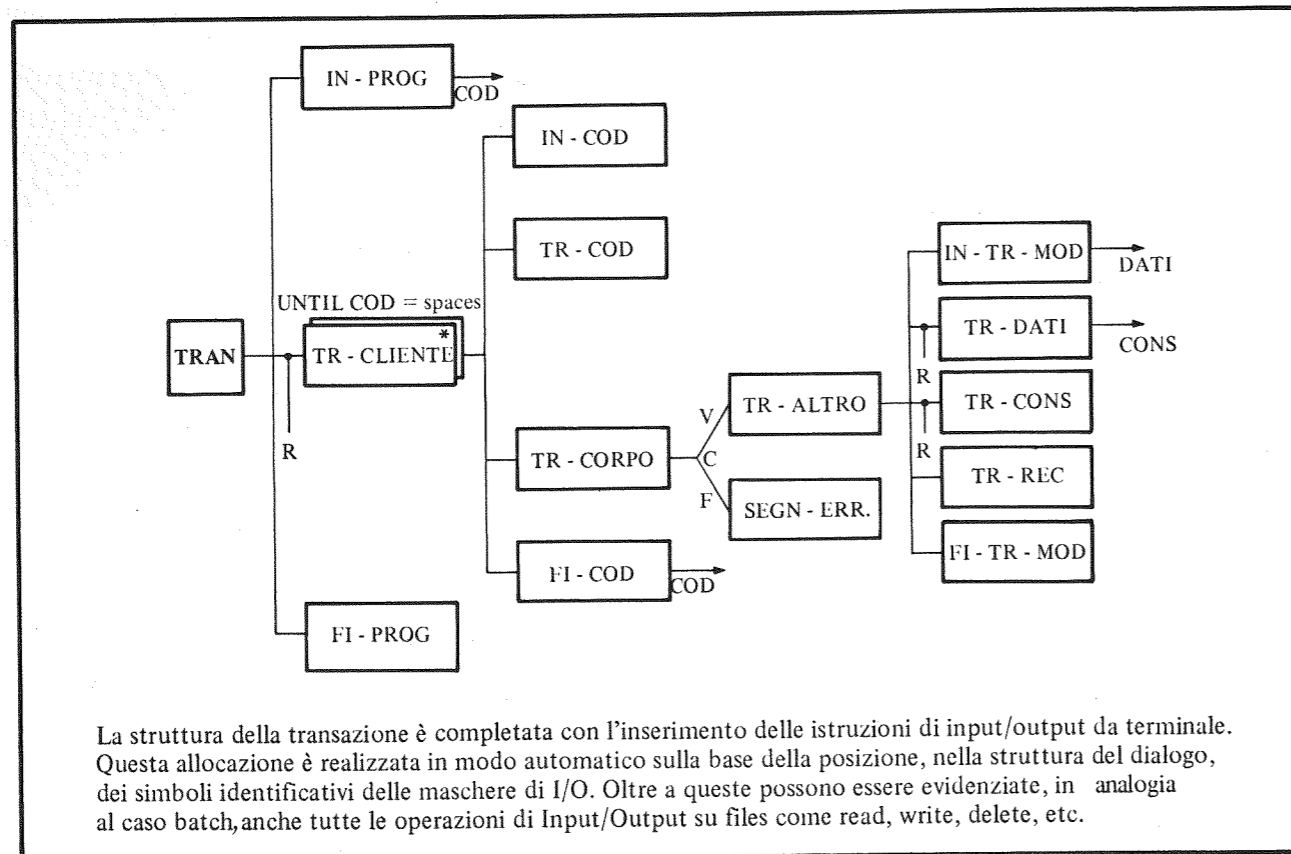 IN - PROG
COD
IN - COD
TR - COD
IN - TR - MOD
DATI
UNTIL COD = spaces
TRAN
TR - CLIENTE *
R
TR - DATI
CONS
R
TR - ALTRO
TR - CONS
R
TR - CORPO
V
C
F
TR - REC
SEGN - ERR.
FI - TR - MOD
FI - COD
COD
FI - PROG
La struttura della transazione è completata con l'inserimento delle istruzioni di input/output da terminale.
Questa allocazione è realizzata in modo automatico sulla base della posizione, nella struttura del dialogo,
dei simboli identificativi delle maschere di I/O. Oltre a queste possono essere evidenziate, in analogia
al caso batch, anche tutte le operazioni di Input/Output su files come read, write, delete, etc.